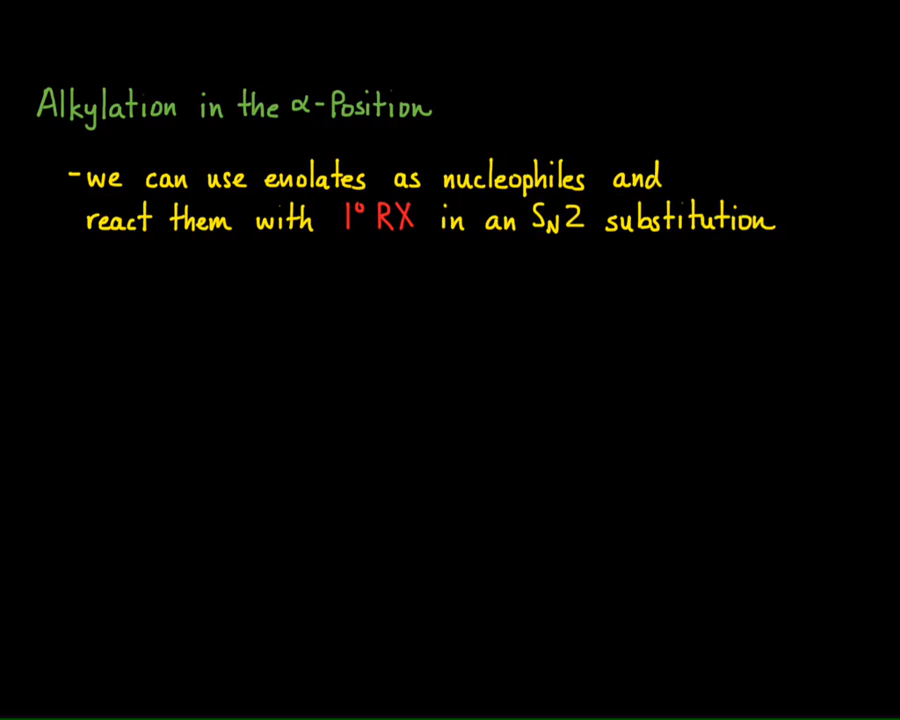 Alkylation in the α-Position
-we can use enolates as nucleophiles and
react them with 1° RX in an SN2 substitution